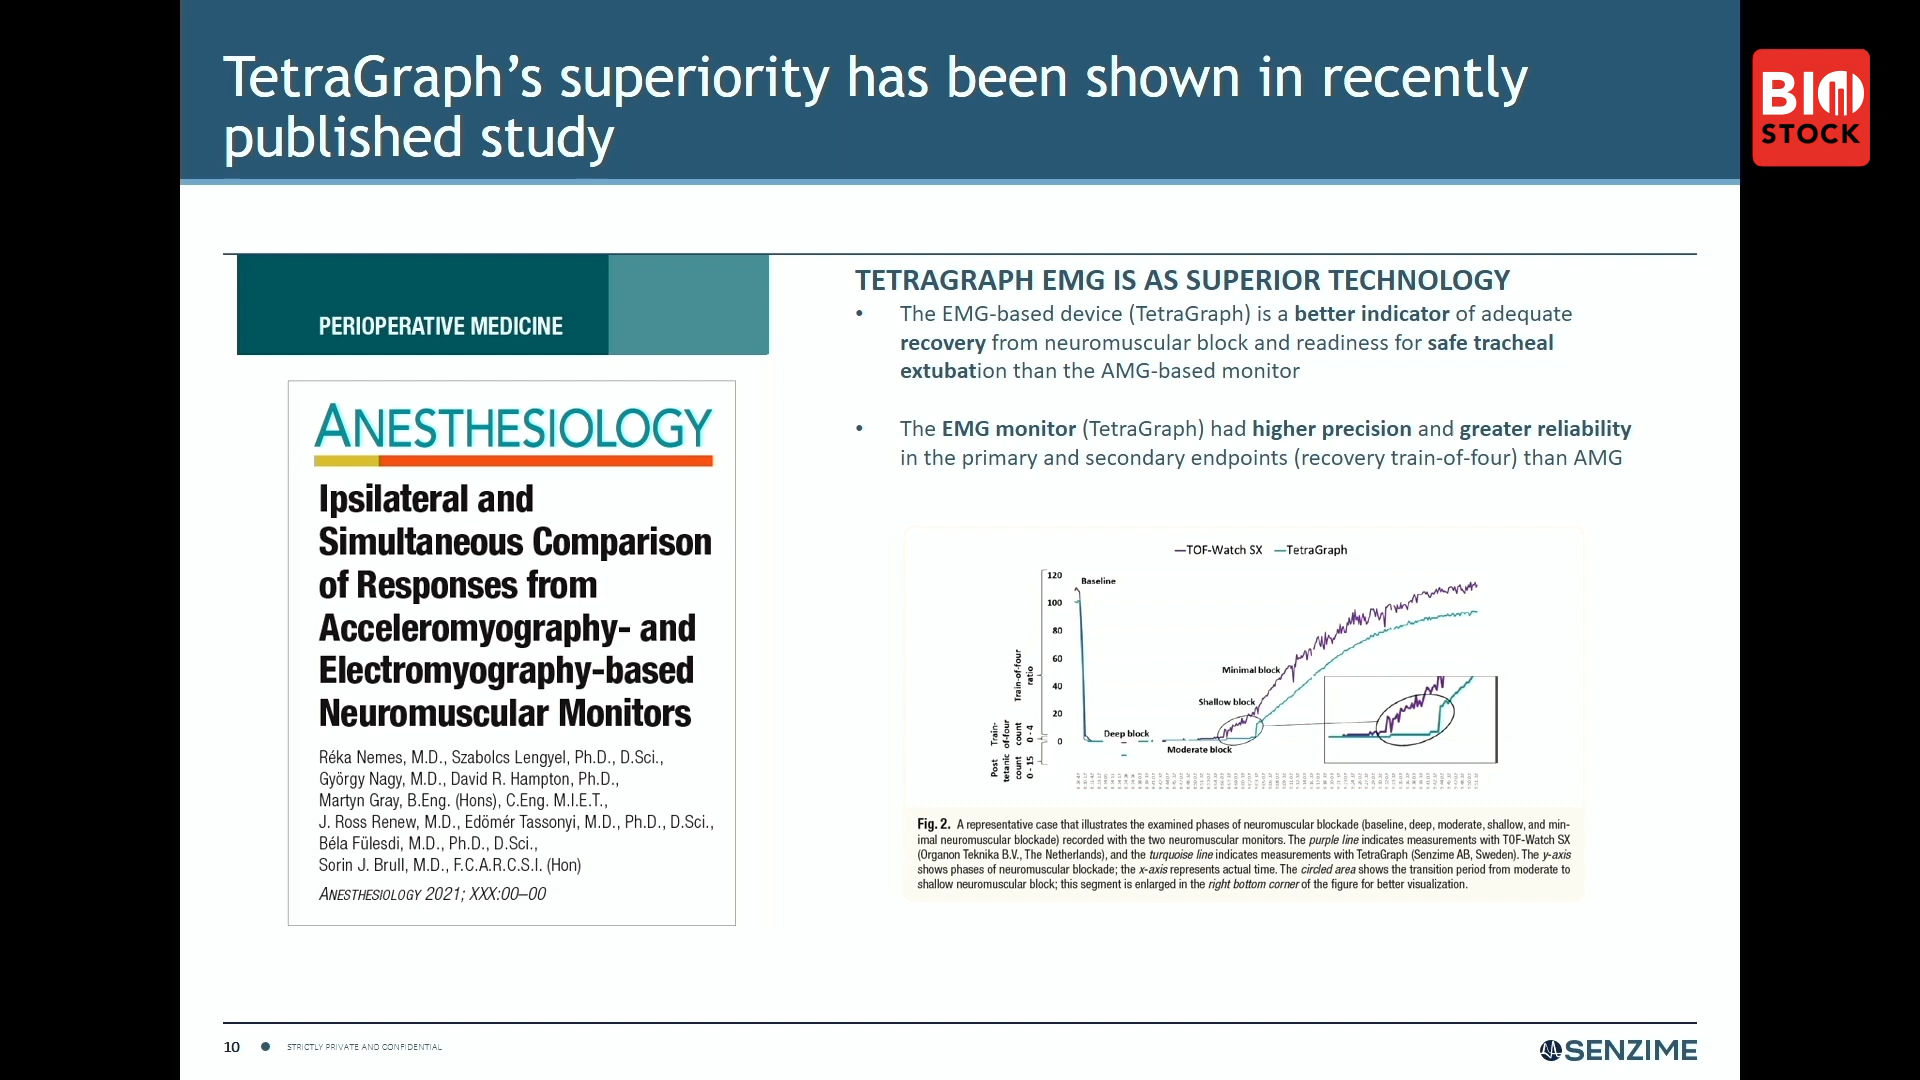 TetraGraph's superiority has been shown in recently
published study
BIO
STOCK
PERIOPERATIVE MEDICINE
ANESTHESIOLOGY
Ipsilateral and
Simultaneous Comparison
of Responses from
Acceleromyography- and
Electromyography-based
Neuromuscular Monitors
Réka Nemes, M.D., Szabolcs Lengyel, Ph.D., D.Sci.,
György Nagy, M.D., David R. Hampton, Ph.D.,
Martyn Gray, B.Eng. (Hons), C.Eng. M.I.E.T.,
J. Ross Renew, M.D., Edömér Tassonyi, M.D., Ph.D., D.Sci.,
Béla Fülesdi, M.D., Ph.D., D.Sci.,
Sorin J. Brull, M.D., F.C.A.R.C.S.I. (Hon)
ANESTHESIOLOGY 2021; XXX:00–00
TETRAGRAPH EMG IS AS SUPERIOR TECHNOLOGY
• The EMG-based device (TetraGraph) is a better indicator of adequate
recovery from neuromuscular block and readiness for safe tracheal
extubation than the AMG-based monitor
• The EMG monitor (TetraGraph) had higher precision and greater reliability
in the primary and secondary endpoints (recovery train-of-four) than AMG
TOF-Watch SX TetraGraph
120
100
80
60
40
20
0
Train-of-four
ratio
Train-
of-four
count
0 - 4
Post
tetanic
count
0 - 15
Baseline
Deep block
Moderate block
Shallow block
Minimal block
Fig. 2. A representative case that illustrates the examined phases of neuromuscular blockade (baseline, deep, moderate, shallow, and min-
imal neuromuscular blockade) recorded with the two neuromuscular monitors. The purple line indicates measurements with TOF-Watch SX
(Organon Teknika B.V., The Netherlands), and the turquoise line indicates measurements with TetraGraph (Senzime AB, Sweden). The y-axis
shows phases of neuromuscular blockade; the x-axis represents actual time. The circled area shows the transition period from moderate to
shallow neuromuscular block; this segment is enlarged in the right bottom corner of the figure for better visualization.
10 • STRICTLY PRIVATE AND CONFIDENTIAL
SENZIME